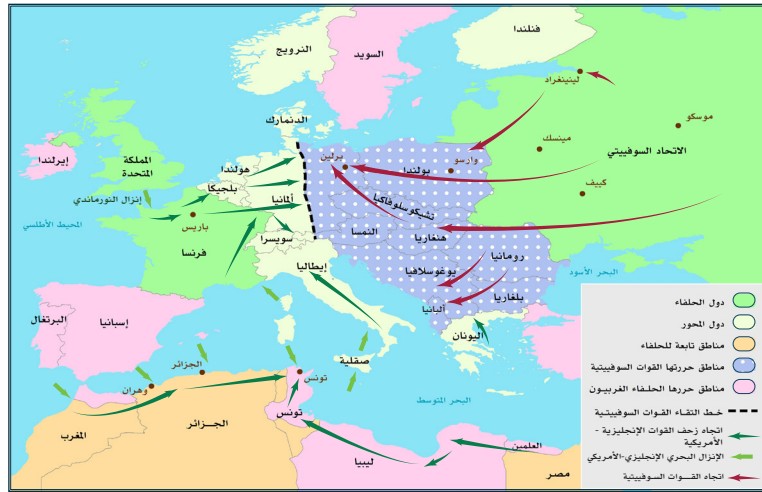 فنلندا
النرويج
السويد
لينينغراد
موسكو
الدنمارك
مينسك
إيرلندا
المملكة
المتحدة
هولندا
برلين
بولندا
وارسو
الاتحاد السوفييتي
بلجيكا
ألمانيا
تشيكوسلوفاكيا
كييف
إنزال النورماندي
المحيط الأطلسي
باريس
فرنسا
سويسرا
النمسا
هنغاريا
إيطاليا
يوغوسلافيا
رومانيا
البحر الأسود
بلغاريا
ألبانيا
البرتغال
إسبانيا
اليونان
صقلية
الجزائر
وهران
تونس
البحر المتوسط
المغرب
الجـزائـر
تونس
ليبيا
العلمين
مصر
دول الحلفاء
دول المحور
مناطق تابعة للحلفاء
مناطق حررتها القوات السوفييتية
مناطق حررها الحلفاء الغربيون
خط التقاء القوات السوفييتية
اتجاه زحف القوات الإنجليزية -
الأمريكية
الإنزال البحري الإنجليزي-الأمريكي
اتجاه القـــوات السوفييتية